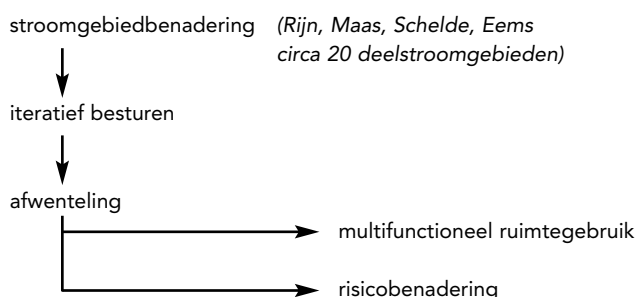 stroomgebiedbenadering (Rijn, Maas, Schelde, Eems
circa 20 deelstroomgebieden)
iteratief besturen
afwenteling
multifunctioneel ruimtegebruik
risicobenadering